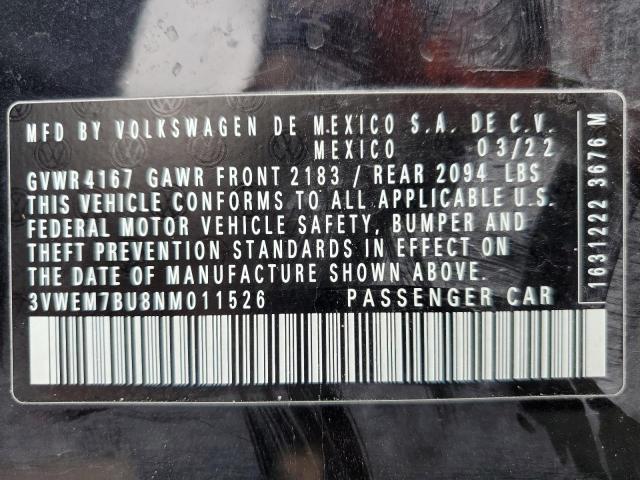 MFD BY VOLKSWAGEN DE MEXICO S.A. DE C.V.
MEXICO 03/22
GVWR 4167 GAWR FRONT 2183 / REAR 2094 LBS
THIS VEHICLE CONFORMS TO ALL APPLICABLE U.S.
FEDERAL MOTOR VEHICLE SAFETY, BUMPER AND
THEFT PREVENTION STANDARDS IN EFFECT ON
THE DATE OF MANUFACTURE SHOWN ABOVE.
3VWEM7BU8NM011526 PASSENGER CAR
1631222 3676 M